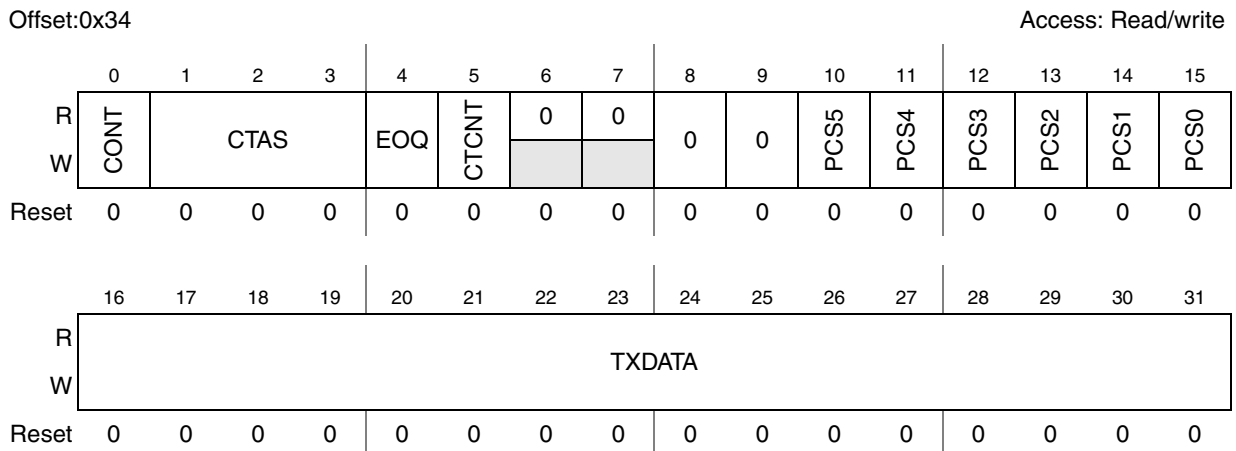 Offset:0x34 Access: Read/write
0 1 2 3 4 5 6 7 8 9 10 11 12 13 14 15
R CONT CTAS EOQ CTCNT 0 0 0 0 PCS5 PCS4 PCS3 PCS2 PCS1 PCS0
W
Reset 0 0 0 0 0 0 0 0 0 0 0 0 0 0 0 0
16 17 18 19 20 21 22 23 24 25 26 27 28 29 30 31
R
TXDATA
W
Reset 0 0 0 0 0 0 0 0 0 0 0 0 0 0 0 0